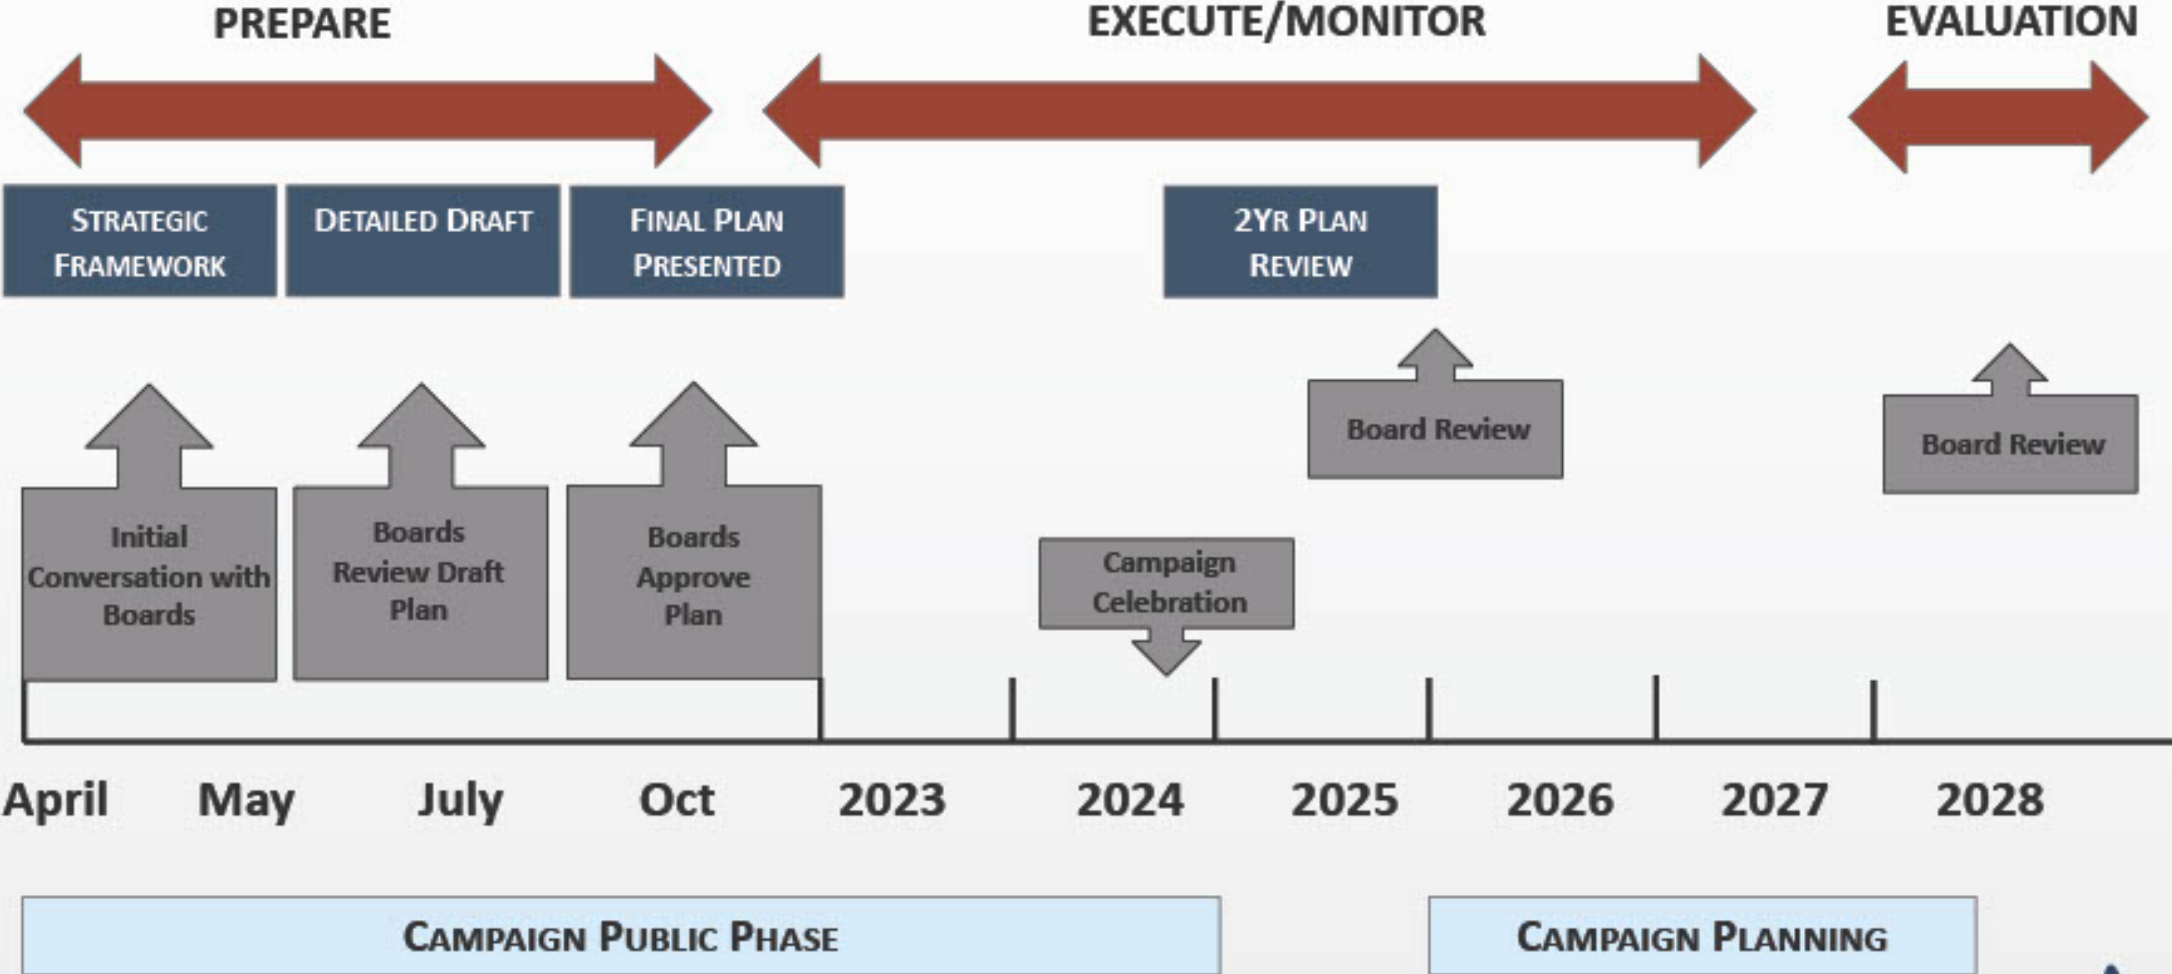 PREPARE
EXECUTE/MONITOR
EVALUATION
STRATEGIC
FRAMEWORK
DETAILED DRAFT
FINAL PLAN
PRESENTED
2YR PLAN
REVIEW
Initial
Conversation with
Boards
Boards
Review Draft
Plan
Boards
Approve
Plan
Campaign
Celebration
Board Review
Board Review
April May July Oct 2023 2024 2025 2026 2027 2028
CAMPAIGN PUBLIC PHASE
CAMPAIGN PLANNING